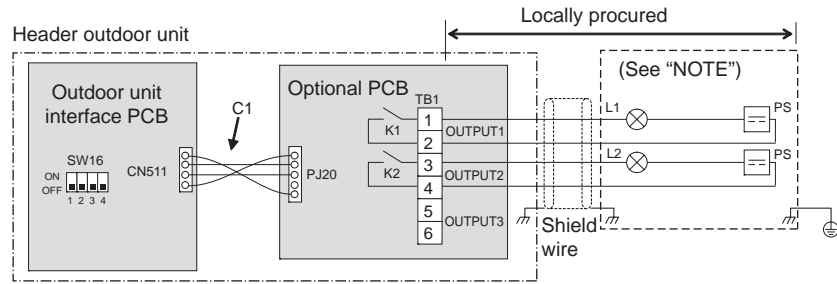 Locally procured
Header outdoor unit
(See “NOTE”)
Optional PCB
Outdoor unit
interface PCB
C1
TB1
L1
PS
1
K1
2
OUTPUT1
SW16
CN511
L2
PS
3
ON
OFF
PJ20
K2
OUTPUT2
4
1 2 3 4
5
OUTPUT3
6
Shield
wire